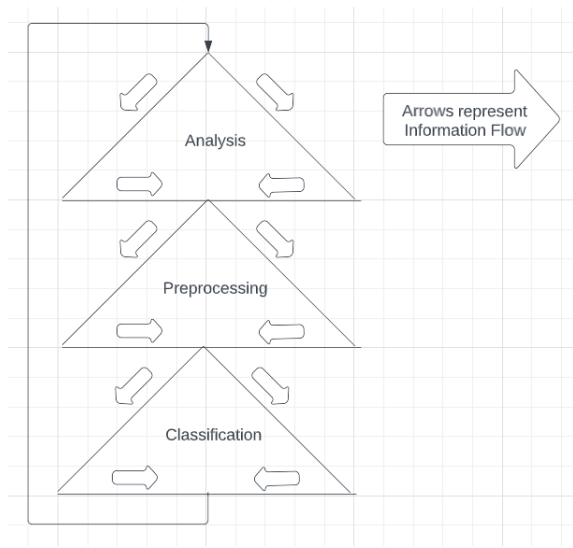 Arrows represent
Information Flow
Analysis
Preprocessing
Classification